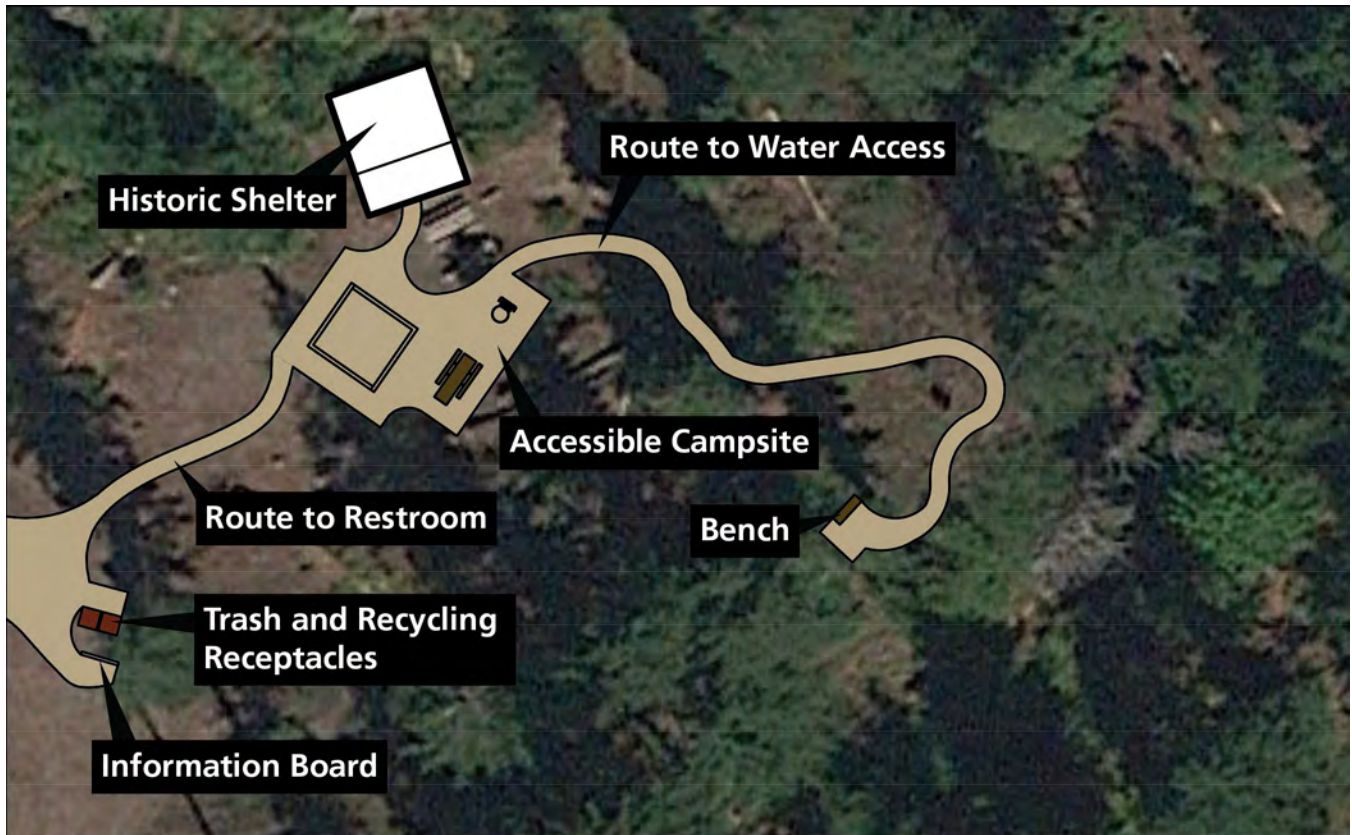 Route to Water Access
Historic Shelter
Accessible Campsite
Route to Restroom
Bench
Trash and Recycling
Receptacles
Information Board